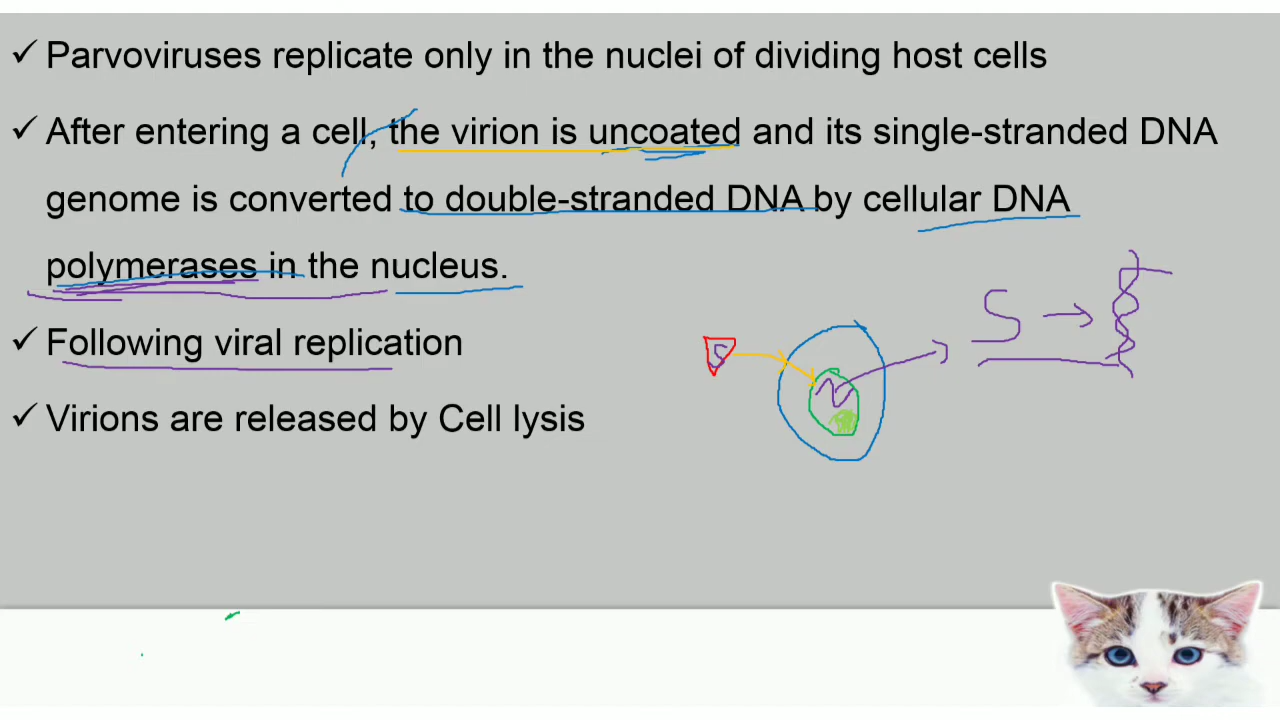 ✓ Parvoviruses replicate only in the nuclei of dividing host cells
✓ After entering a cell, the virion is uncoated and its single-stranded DNA
genome is converted to double-stranded DNA by cellular DNA
polymerases in the nucleus.
✓ Following viral replication
✓ Virions are released by Cell lysis